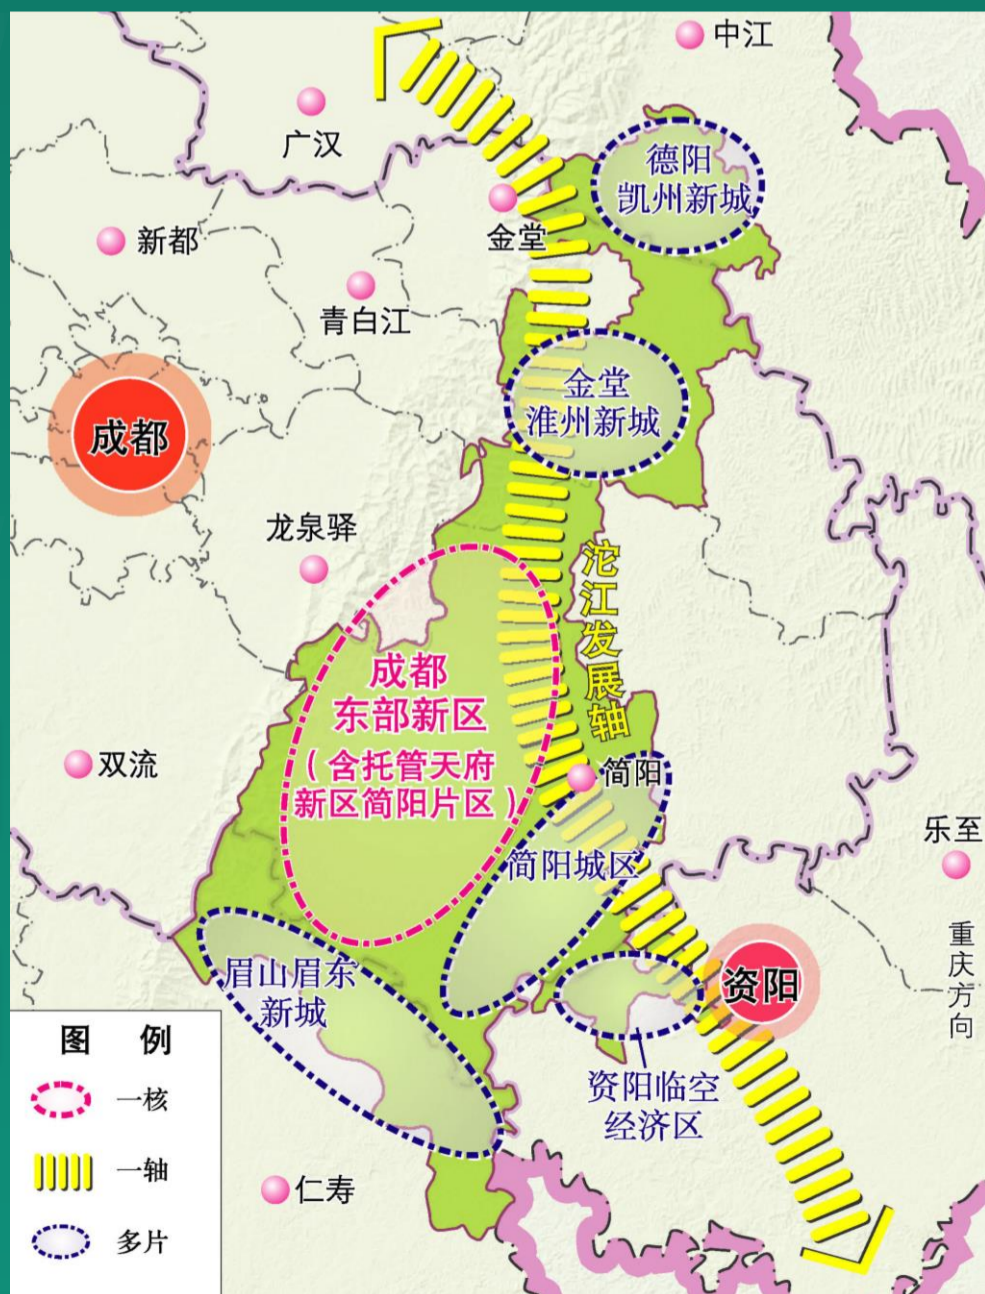 中江
广汉
德阳
凯州新城
金堂
新都
青白江
金堂
淮州新城
成都
龙泉驿
沱江发展轴
成都
东部新区
（含托管天府
新区简阳片区）
双流
简阳
乐至
简阳城区
重庆方向
眉山眉东
新城
资阳
资阳临空
经济区
仁寿
图 例
一核
一轴
多片